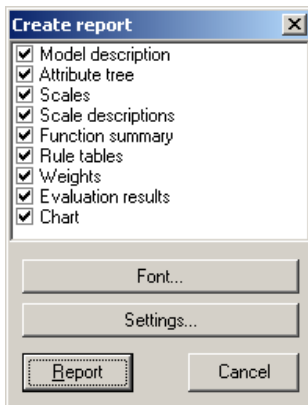 Create report
Model description
Attribute tree
Scales
Scale descriptions
Function summary
Rule tables
Weights
Evaluation results
Chart
Font...
Settings...
Report
Cancel